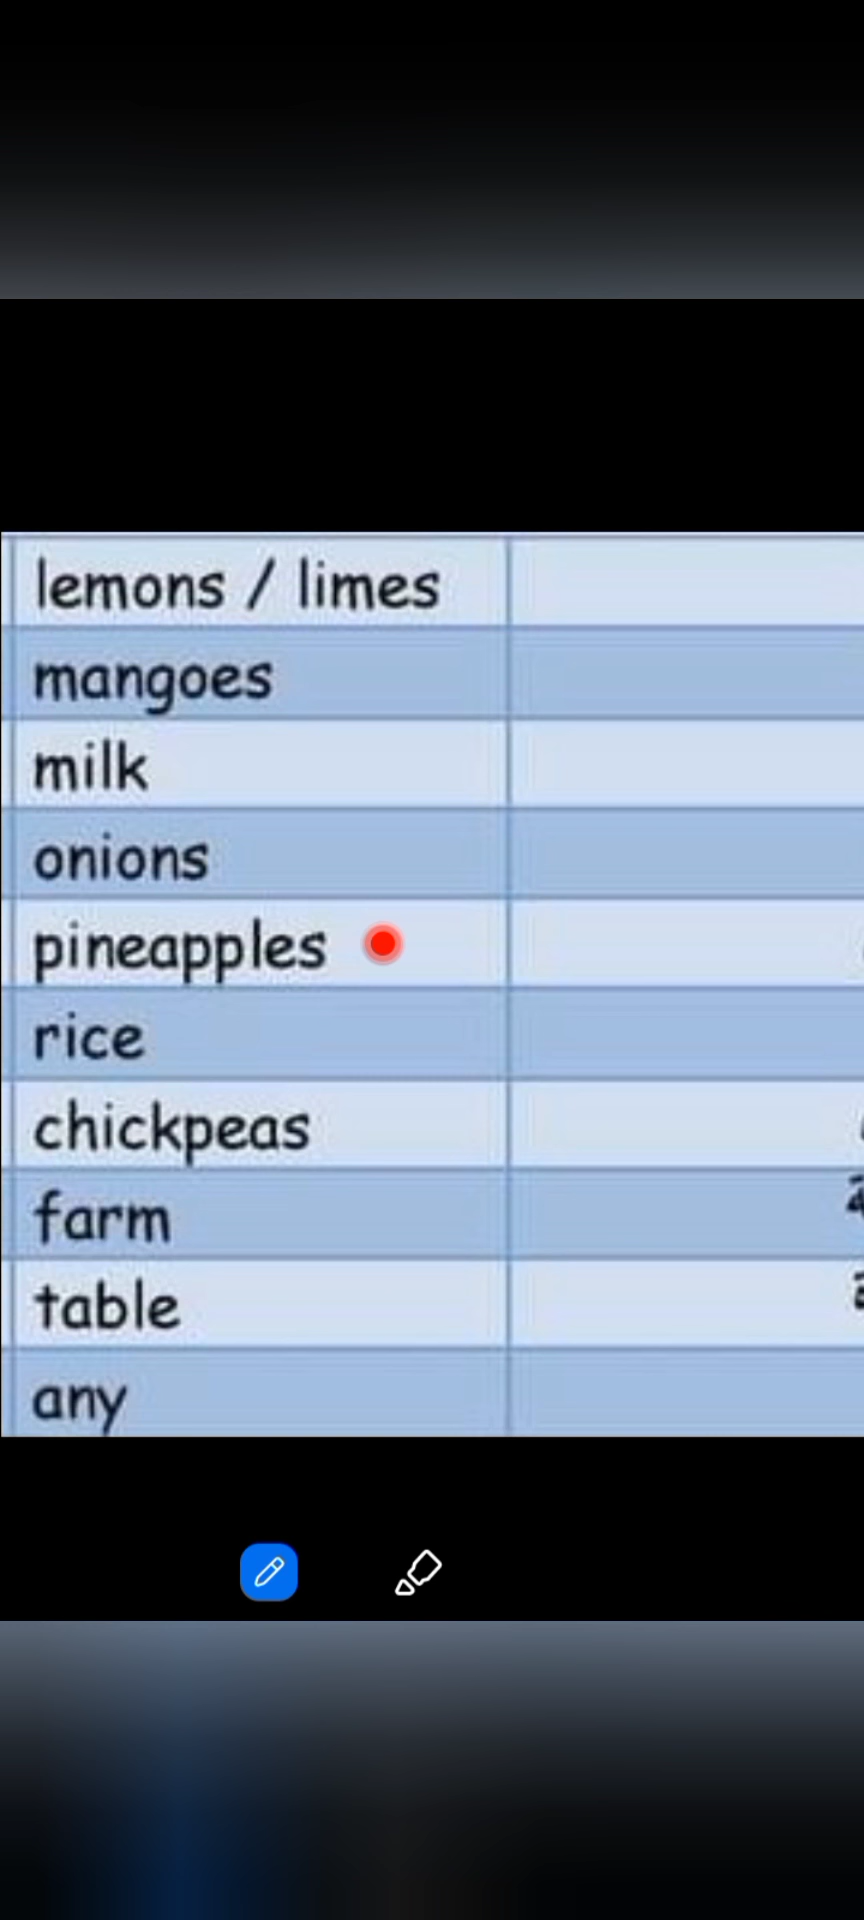 lemons / limes
mangoes
milk
onions
pineapples
rice
chickpeas
farm
table
any